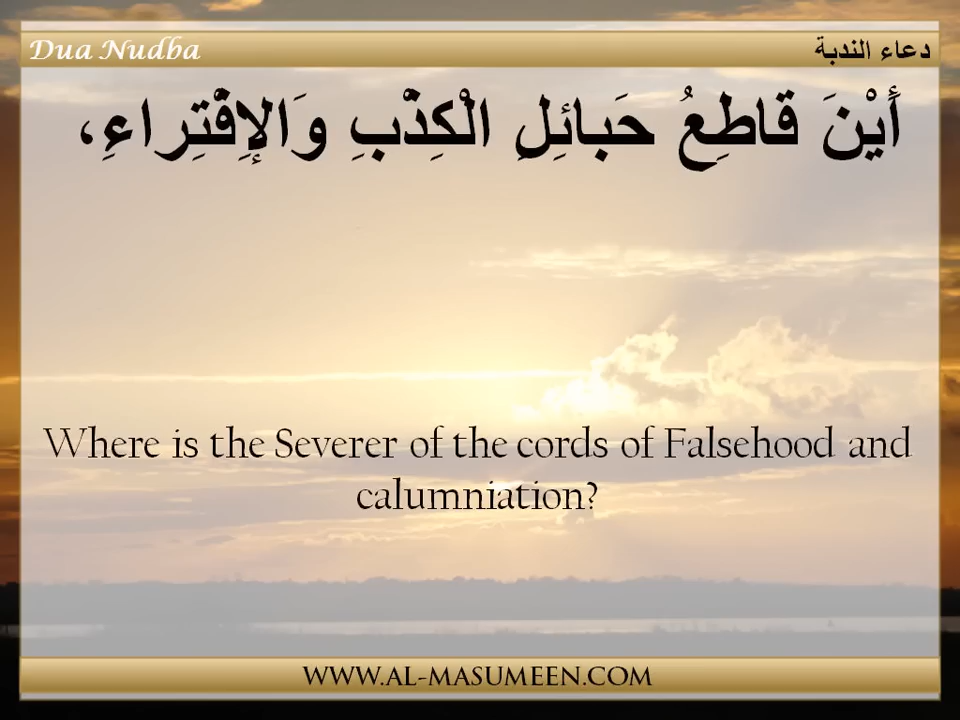 Dua Nudba دعاء الندبة
أَيْنَ قاطِعُ حَبائِلِ الْكِذْبِ وَالإِفْتِراءِ،
Where is the Severer of the cords of Falsehood and
calumniation?
WWW.AL-MASUMEEN.COM